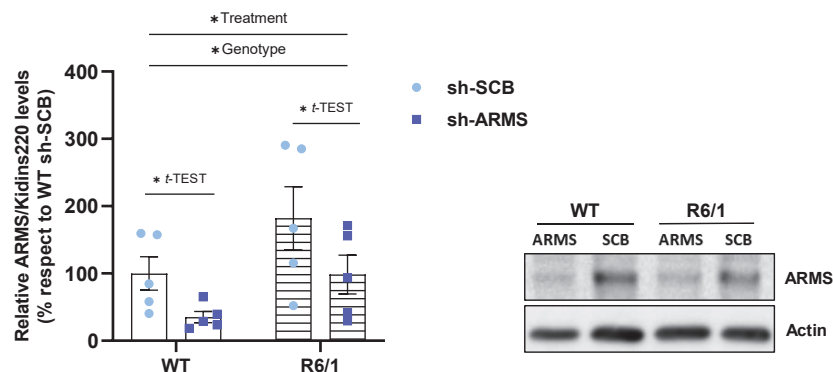 * Treatment
* Genotype
Relative ARMS/Kidins220 levels
(% respect to WT sh-SCB)
400
300
200
100
0
* t-TEST
* t-TEST
WT
R6/1
sh-SCB
sh-ARMS
WT R6/1
ARMS SCB ARMS SCB
ARMS
Actin